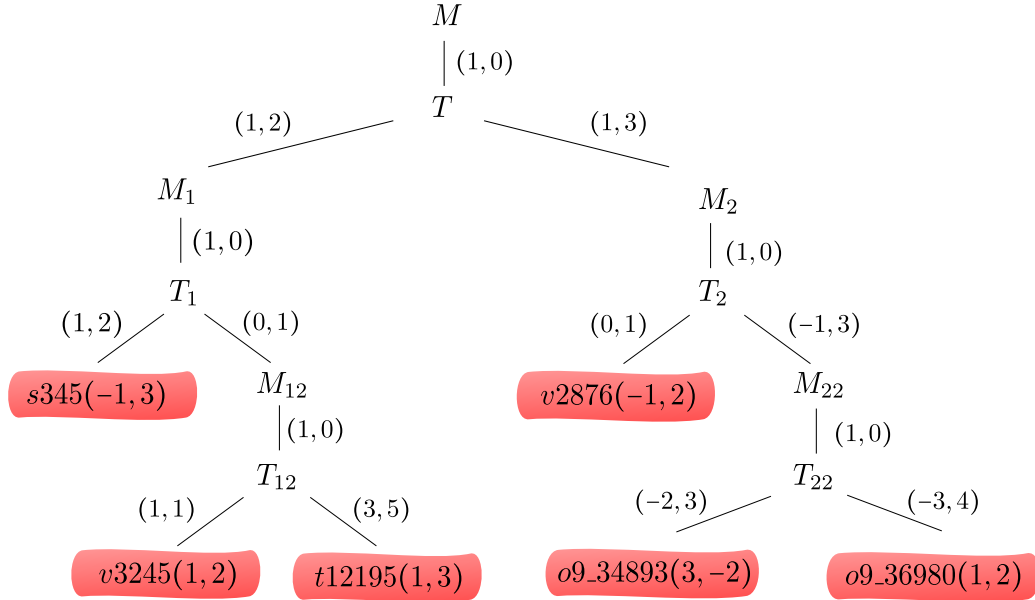 M
(1, 0)
T
(1, 2) (1, 3)
M₁ M₂
(1, 0) (1, 0)
T₁ T₂
(1, 2) (0, 1) (0, 1) (−1, 3)
s345(−1, 3) M₁₂ v2876(−1, 2) M₂₂
(1, 0) (1, 0)
T₁₂ T₂₂
(1, 1) (3, 5) (−2, 3) (−3, 4)
v3245(1, 2) t12195(1, 3) o9_34893(3, −2) o9_36980(1, 2)